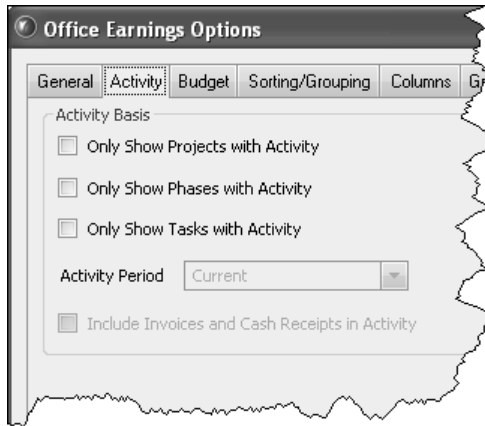 Office Earnings Options
General Activity Budget Sorting/Grouping Columns
Activity Basis
Only Show Projects with Activity
Only Show Phases with Activity
Only Show Tasks with Activity
Activity Period Current
Include Invoices and Cash Receipts in Activity